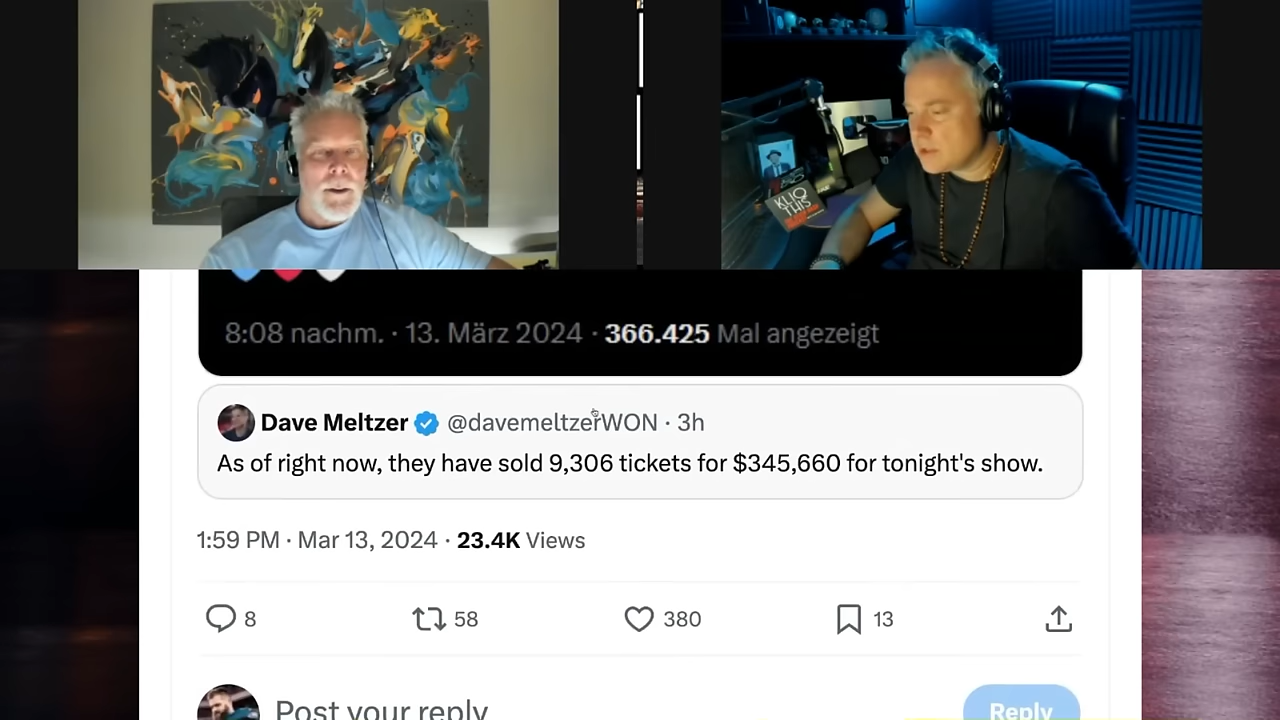 KLIQ
THIS
8:08 nachm. · 13. März 2024 · 366.425 Mal angezeigt
Dave Meltzer @davemeltzerWON · 3h
As of right now, they have sold 9,306 tickets for $345,660 for tonight's show.
1:59 PM · Mar 13, 2024 · 23.4K Views
8 58 380 13
Post your reply Reply